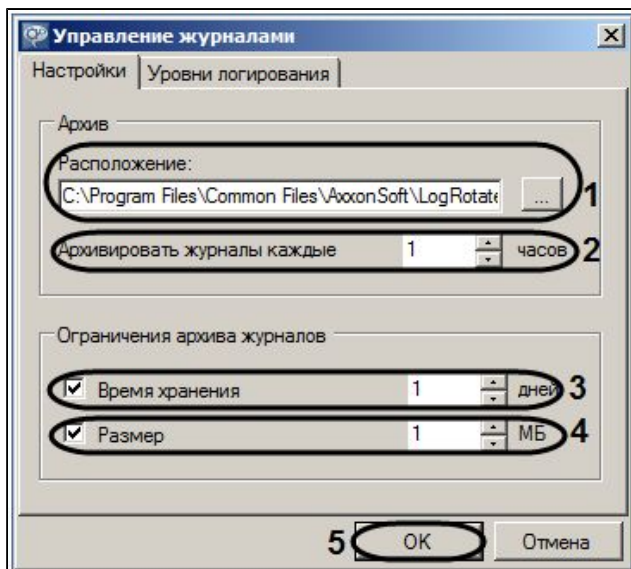 Управление журналами
Настройки Уровни логирования
Архив
Расположение:
C:\Program Files\Common Files\AxxonSoft\LogRotate ... 1
Архивировать журналы каждые 1 часов 2
Ограничения архива журналов
Время хранения 1 дней 3
Размер 1 МБ 4
5 OK Отмена